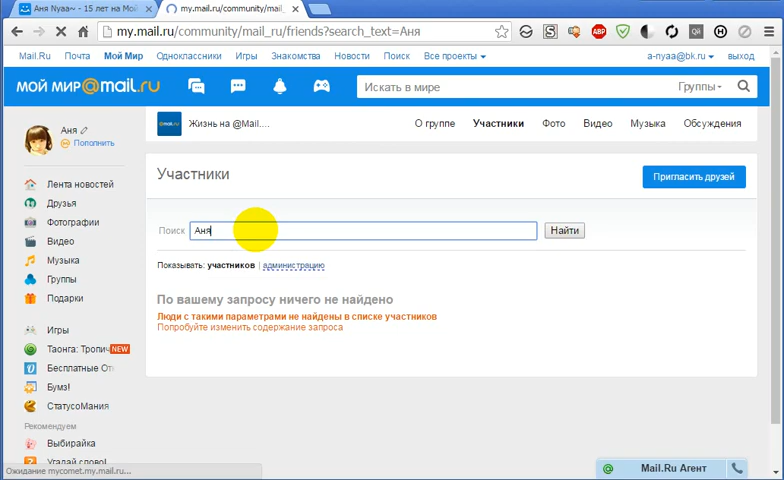 Аня Nyaa~ - 15 лет на Мой
my.mail.ru/community/mail_ru
my.mail.ru/community/mail_ru/friends?search_text=Аня
Mail.Ru Почта Мой Мир Одноклассники Игры Знакомства Новости Поиск Все проекты a-nyaa@bk.ru выход
МОЙ МИР@mail.ru Искать в мире Группы
Аня
Пополнить
@mail.ru Жизнь на @Mail.... О группе Участники Фото Видео Музыка Обсуждения
Лента новостей
Друзья
Фотографии
Видео
Музыка
Группы
Подарки
Игры
Таонга: Тропич NEW
Бесплатные От
Бумз!
СтатусоМания
Рекомендуем
Выбирайка
Угадай слово!
Участники Пригласить друзей
Поиск Аня Найти
Показывать: участников | администрацию
По вашему запросу ничего не найдено
Люди с такими параметрами не найдены в списке участников
Попробуйте изменить содержание запроса
Ожидание mycomet.my.mail.ru...
Mail.Ru Агент